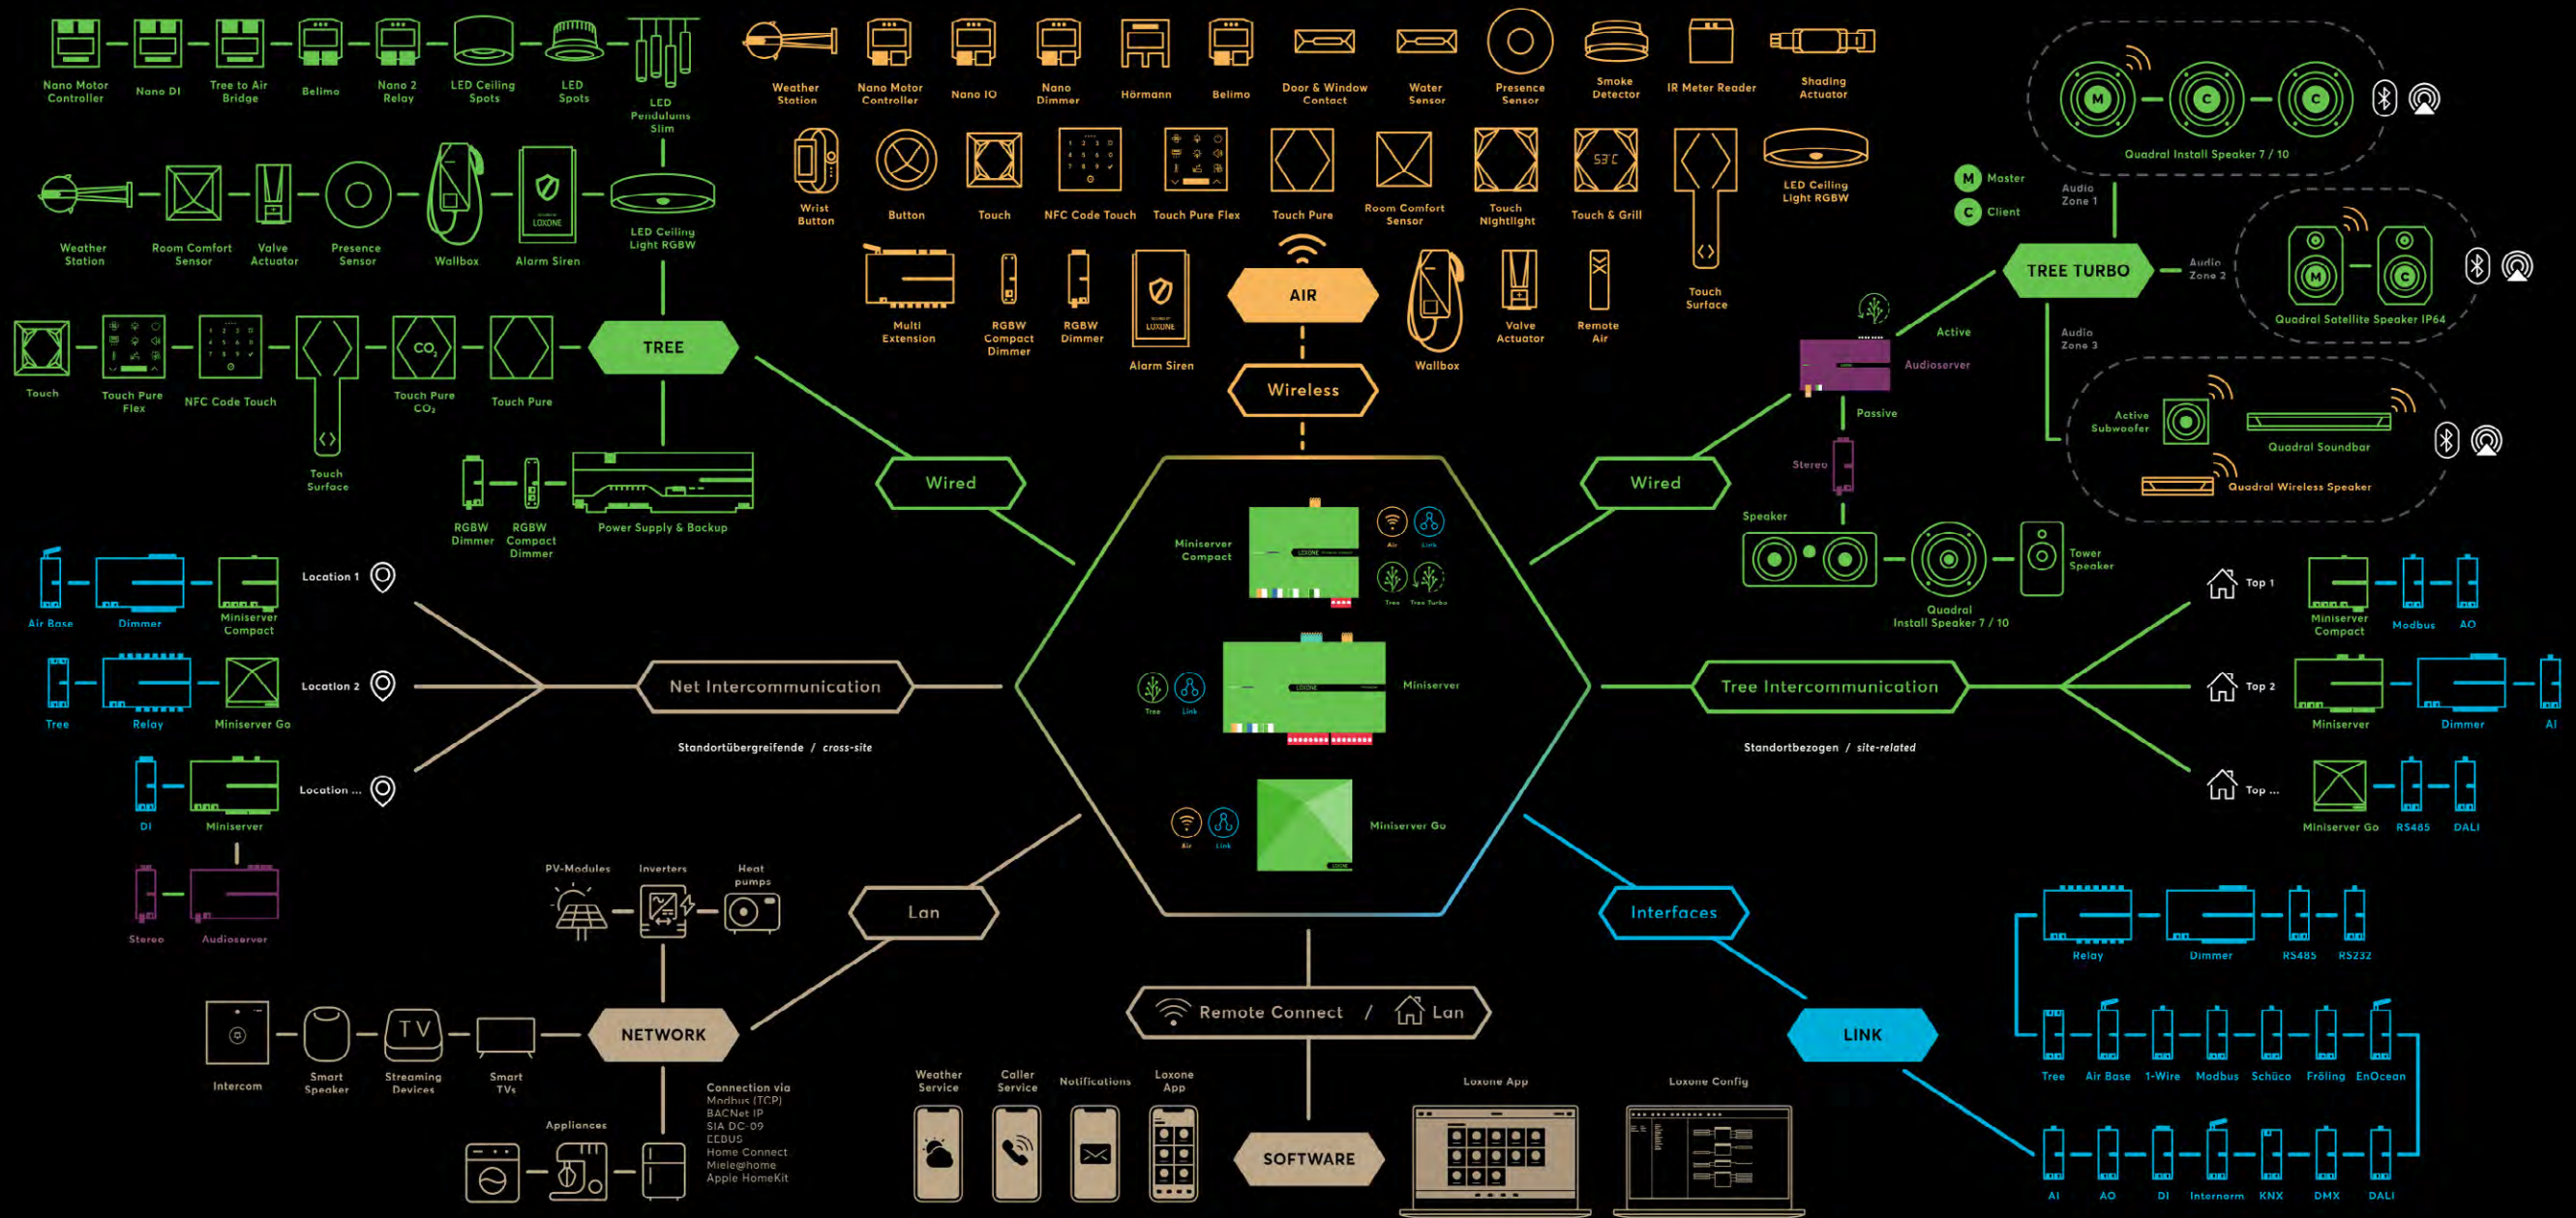 Nano Motor
Controller
Nano DI
Tree to Air
Bridge
Belimo
Nano 2
Relay
LED Ceiling
Spots
LED
Spots
LED
Pendulums
Slim
Weather
Station
Room Comfort
Sensor
Valve
Actuator
Presence
Sensor
Wallbox
LOXONE
Alarm Siren
LED Ceiling
Light RGBW
Touch
Touch Pure
Flex
NFC Code Touch
Touch
Surface
CO₂
Touch Pure
CO₂
Touch Pure
TREE
RGBW
Dimmer
RGBW
Compact
Dimmer
Power Supply & Backup
Wired
Weather
Station
Nano Motor
Controller
Nano IO
Nano
Dimmer
Hörmann
Belimo
Door & Window
Contact
Water
Sensor
Presence
Sensor
Smoke
Detector
IR Meter Reader
Shading
Actuator
Wrist
Button
Button
Touch
NFC Code Touch
Touch Pure Flex
Touch Pure
Room Comfort
Sensor
Touch
Nightlight
53°C
Touch & Grill
Touch
Surface
LED Ceiling
Light RGBW
Multi
Extension
RGBW
Compact
Dimmer
RGBW
Dimmer
LOXONE
Alarm Siren
AIR
Wallbox
Valve
Actuator
Remote
Air
Wireless
M
C
C
Quadral Install Speaker 7 / 10
M Master
C Client
Audio
Zone 1
TREE TURBO
Audio
Zone 2
M
C
Quadral Satellite Speaker IP64
Audio
Zone 3
Active
Subwoofer
Quadral Soundbar
Quadral Wireless Speaker
Active
Audioserver
Passive
Stereo
Wired
Speaker
Quadral
Install Speaker 7 / 10
Tower
Speaker
Miniserver
Compact
LOXONE
Air
Link
Tree
Tree Turbo
Tree
Link
LOXONE
Miniserver
Air
Link
LOXONE
Miniserver Go
Air Base
Dimmer
Miniserver
Compact
Location 1
Tree
Relay
Miniserver Go
Location 2
DI
Miniserver
Location ...
Stereo
Audioserver
Net Intercommunication
Standortübergreifende / cross-site
Tree Intercommunication
Standortbezogen / site-related
Top 1
Miniserver
Compact
Modbus
AO
Top 2
Miniserver
Dimmer
AI
Top ...
Miniserver Go
RS485
DALI
PV-Modules
Inverters
Heat
pumps
Lan
Intercom
Smart
Speaker
TV
Streaming
Devices
Smart
TVs
NETWORK
Appliances
Connection via
Modbus (TCP)
BACNet IP
SIA DC-09
EEBUS
Home Connect
Miele@home
Apple HomeKit
Remote Connect / Lan
Weather
Service
Caller
Service
Notifications
Loxone
App
SOFTWARE
Loxone App
Loxone Config
Interfaces
LINK
Relay
Dimmer
RS485
RS232
Tree
Air Base
1-Wire
Modbus
Schüco
Fröling
EnOcean
AI
AO
DI
Internorm
KNX
DMX
DALI